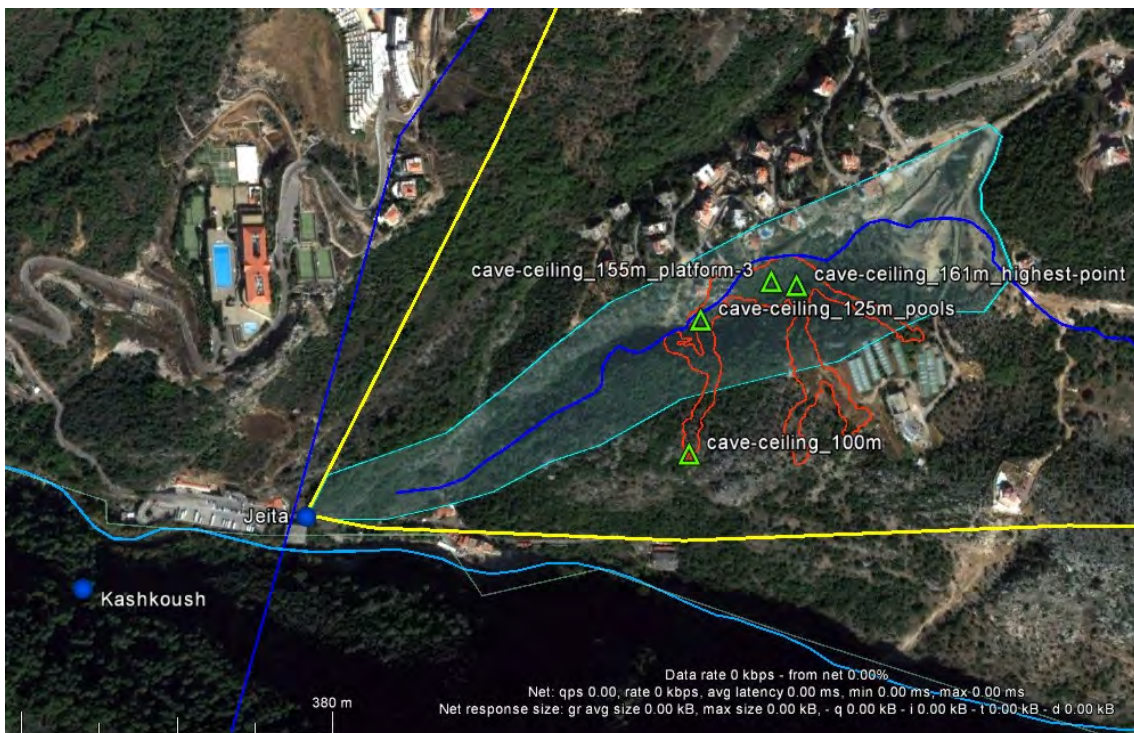 cave-ceiling_155m_platform-3
cave-ceiling_161m_highest-point
cave-ceiling_125m_pools
cave-ceiling_100m
Jeita
Kashkoush
Data rate 0 kbps - from net 0.00%
Net: qps 0.00, rate 0 kbps, avg latency 0.00 ms, min 0.00 ms, max 0.00 ms
Net response size: gr avg size 0.00 kB, max size 0.00 kB, - q 0.00 kB - i 0.00 kB - t 0.00 kB - d 0.00 kB
380 m